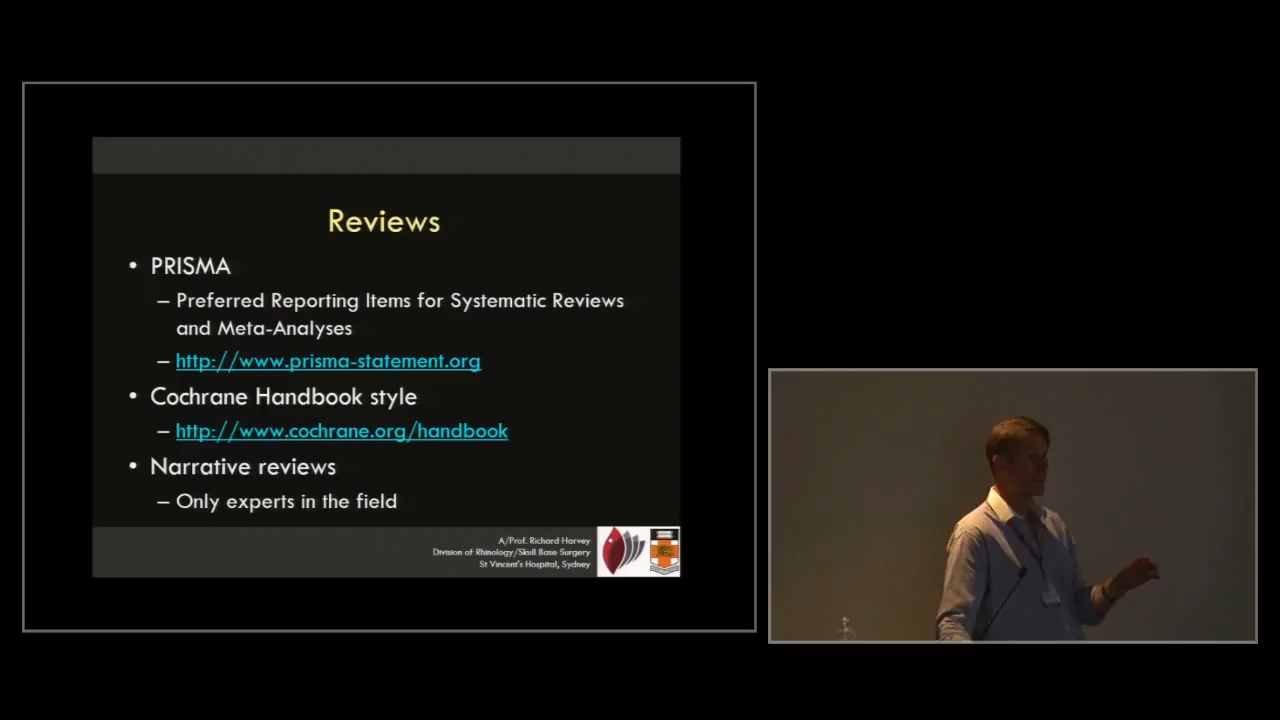 Reviews
• PRISMA
– Preferred Reporting Items for Systematic Reviews
and Meta-Analyses
– http://www.prisma-statement.org
• Cochrane Handbook style
– http://www.cochrane.org/handbook
• Narrative reviews
– Only experts in the field
A/Prof. Richard Harvey
Division of Rhinology/Skull Base Surgery
St Vincent's Hospital, Sydney